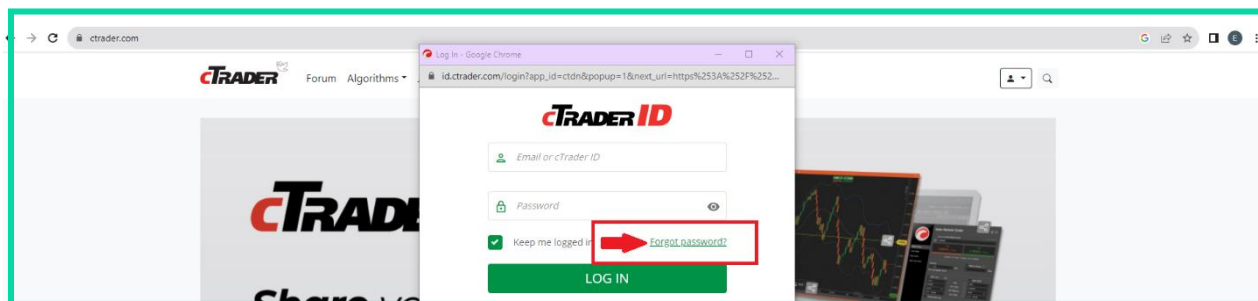 ctrader.com
cTRADER Forum Algorithms
Log In - Google Chrome
id.ctrader.com/login?app_id=ctdn&popup=1&next_url=https%253A%252F%252...
cTRADER ID
Email or cTrader ID
Password
Keep me logged in
Forgot password?
LOG IN
cTRADE
Share
G
E